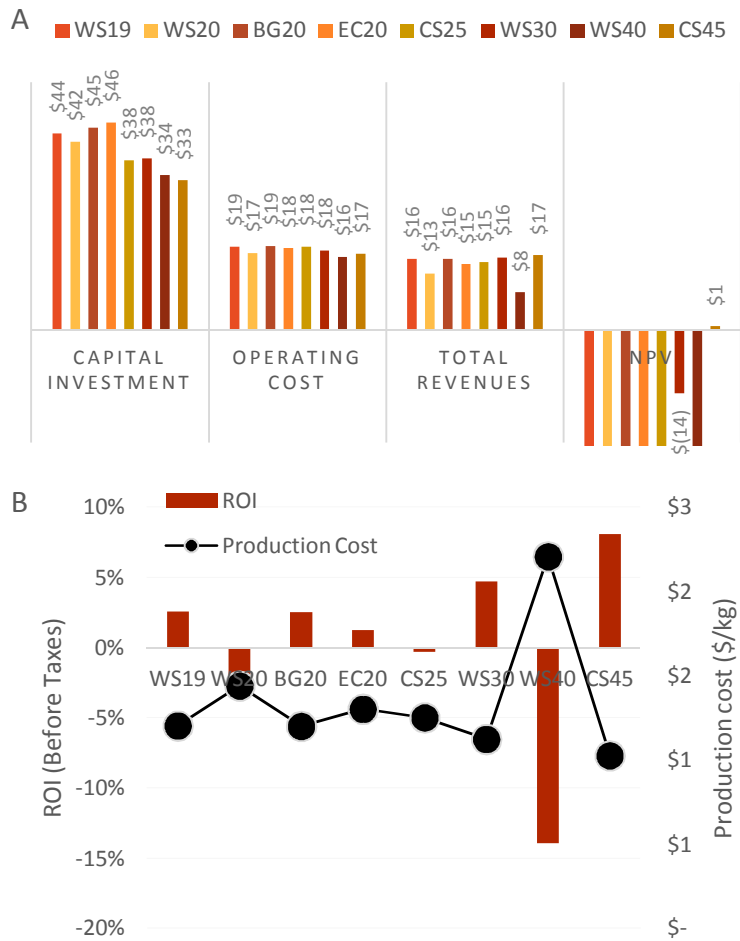 A
WS19 WS20 BG20 EC20 CS25 WS30 WS40 CS45
$44 $42 $45 $46 $38 $38 $34 $33
$19 $17 $19 $18 $18 $18 $16 $17
$16 $13 $16 $15 $15 $16 $8 $17
$(14) $1
CAPITAL INVESTMENT
OPERATING COST
TOTAL REVENUES
NPV
B
ROI
Production Cost
ROI (Before Taxes)
10%
5%
0%
-5%
-10%
-15%
-20%
WS19 WS20 BG20 EC20 CS25 WS30 WS40 CS45
$3
$2
$2
$1
$1
$-
Production cost ($/kg)